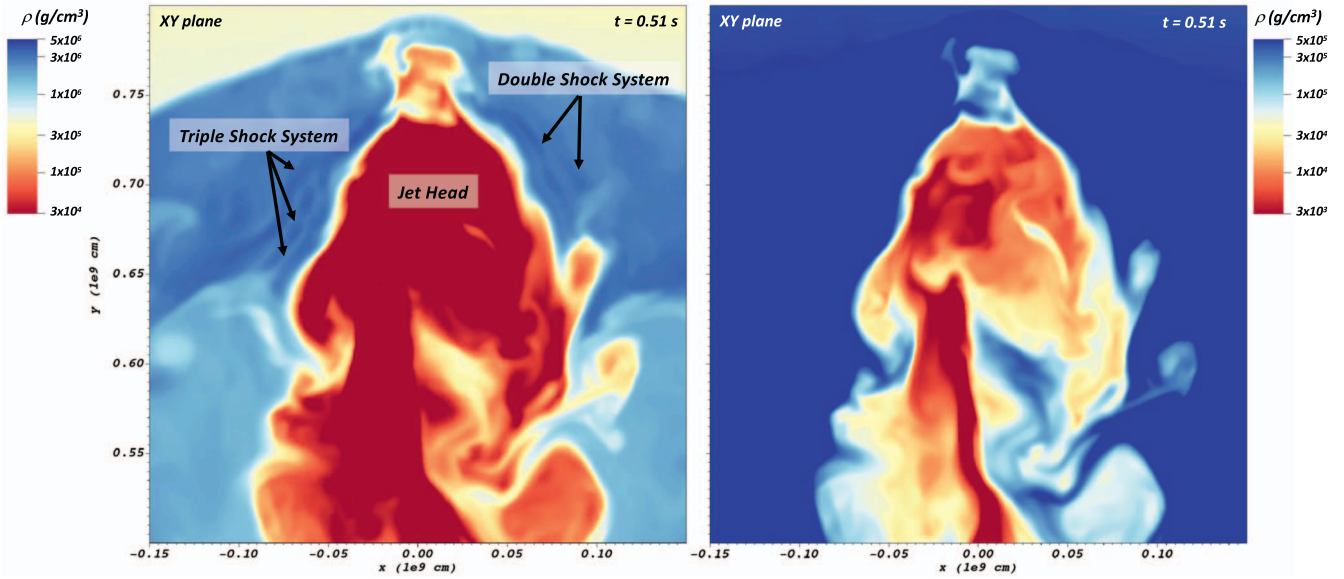 ρ (g/cm³)
5x10⁶
3x10⁶
1x10⁶
3x10⁵
1x10⁵
3x10⁴
XY plane
t = 0.51 s
Double Shock System
Triple Shock System
Jet Head
0.75
0.70
0.65
0.60
0.55
y (1e9 cm)
-0.15
-0.10
-0.05
0.00
0.05
0.10
x (1e9 cm)
XY plane
t = 0.51 s
-0.15
-0.10
-0.05
0.00
0.05
0.10
x (1e9 cm)
ρ (g/cm³)
5x10⁵
3x10⁵
1x10⁵
3x10⁴
1x10⁴
3x10³